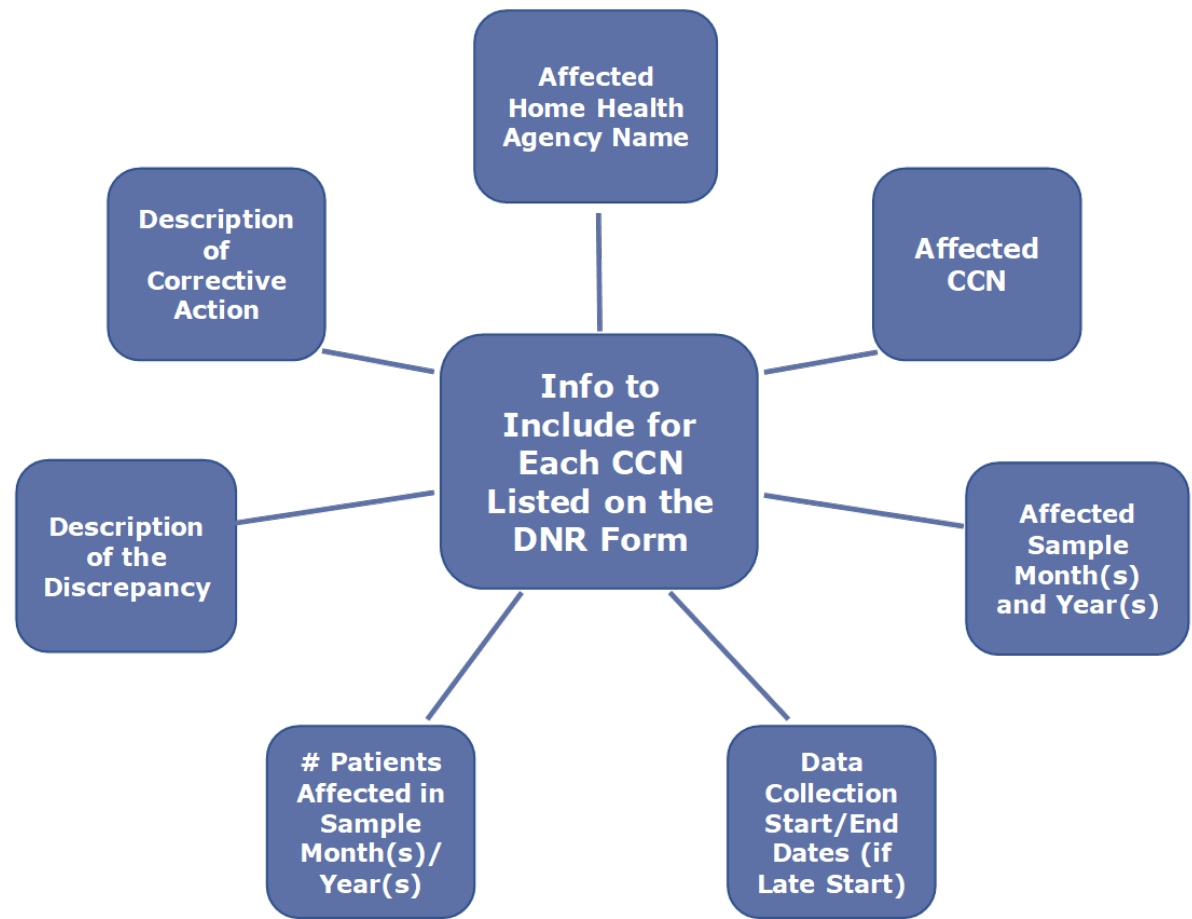 Affected
Home Health
Agency Name
Description
of
Corrective
Action
Affected
CCN
Info to
Include for
Each CCN
Listed on the
DNR Form
Description
of the
Discrepancy
Affected
Sample
Month(s)
and Year(s)
# Patients
Affected in
Sample
Month(s)/
Year(s)
Data
Collection
Start/End
Dates (if
Late Start)